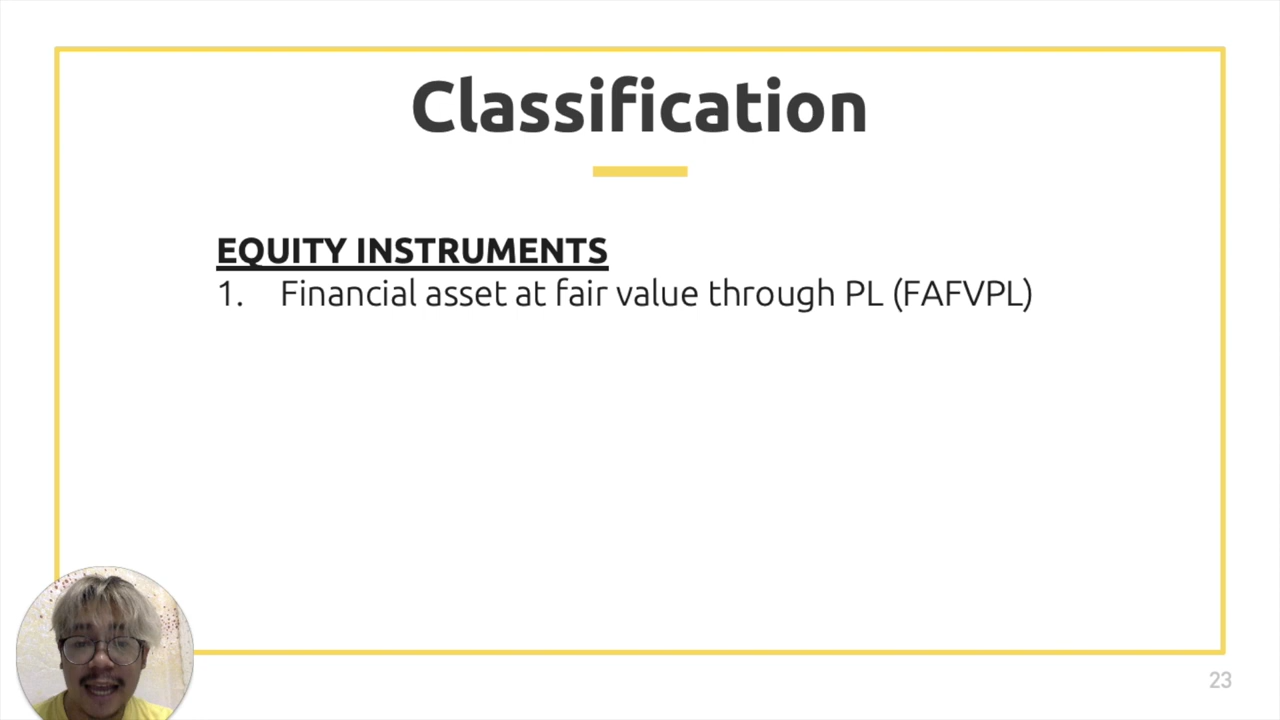 Classification
EQUITY INSTRUMENTS
1. Financial asset at fair value through PL (FAFVPL)
23